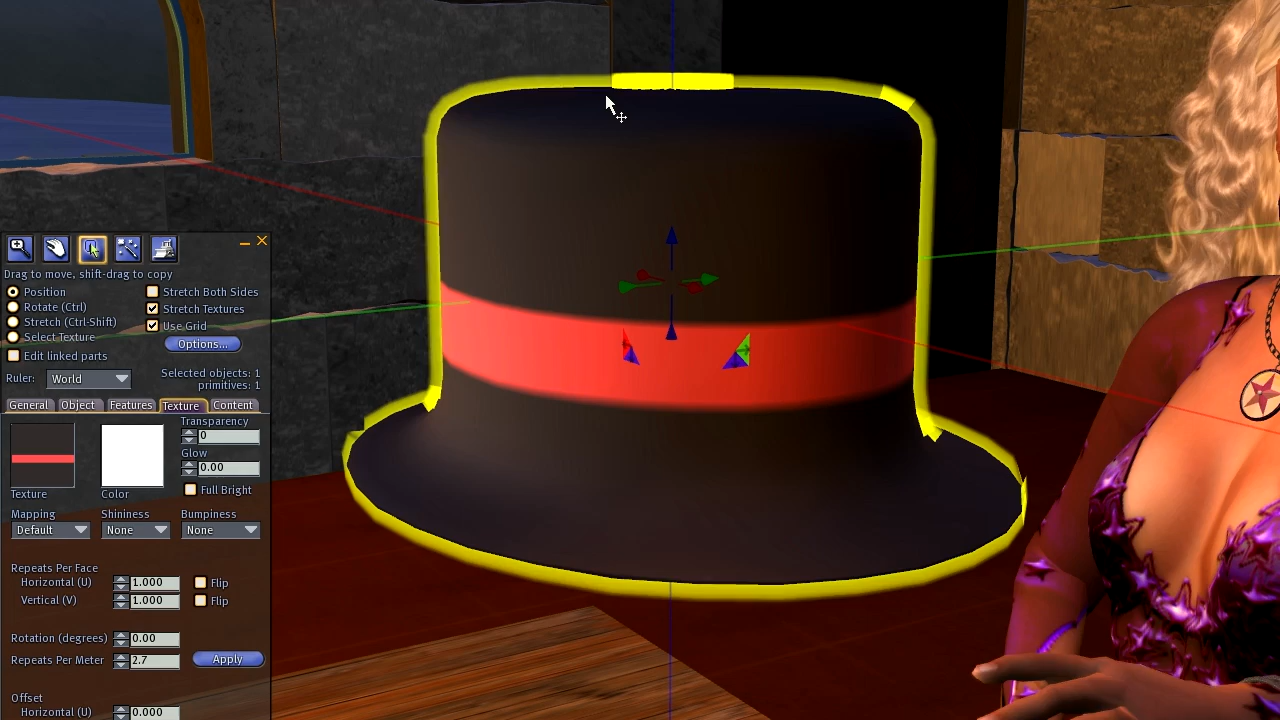 Drag to move, shift-drag to copy
Position
Rotate (Ctrl)
Stretch (Ctrl-Shift)
Select Texture
Edit linked parts
Stretch Both Sides
Stretch Textures
Use Grid
Options...
Ruler: World
Selected objects: 1
primitives: 1
General Object Features Texture Content
Texture
Color
Transparency
0
Glow
0.00
Full Bright
Mapping Shininess Bumpiness
Default None None
Repeats Per Face
Horizontal (U) 1.000 Flip
Vertical (V) 1.000 Flip
Rotation (degrees) 0.00
Repeats Per Meter 2.7 Apply
Offset
Horizontal (U) 0.000